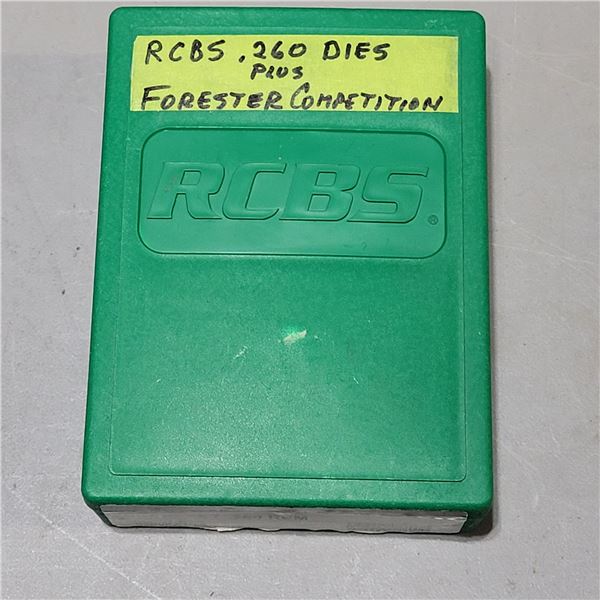 RCBS .260 DIES
PLUS
FORESTER COMPETITION
RCBS®